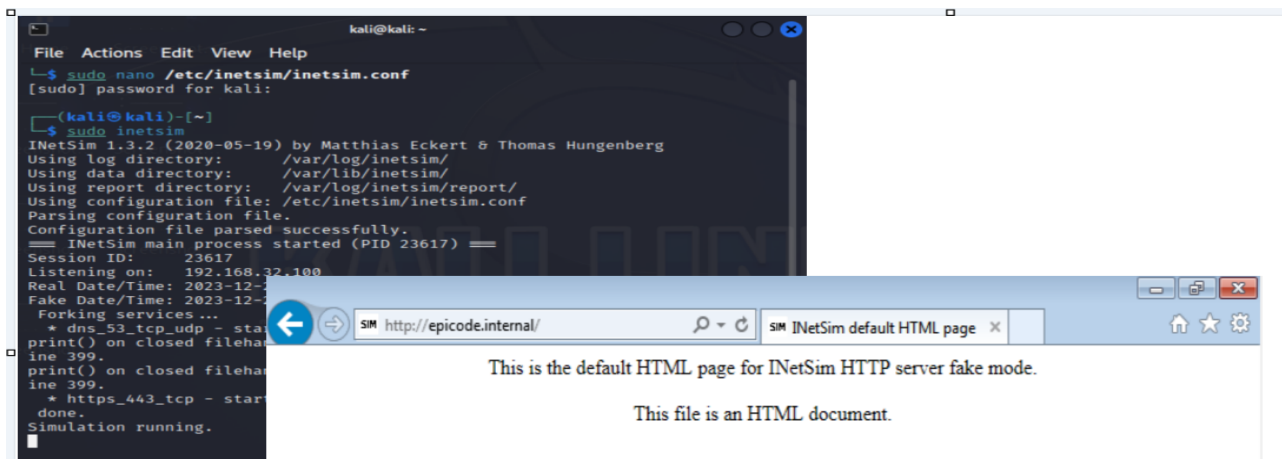 kali@kali: ~
File Actions Edit View Help
└─$ sudo nano /etc/inetsim/inetsim.conf
[sudo] password for kali:
┌──(kali㉿kali)-[~]
└─$ sudo inetsim
INetSim 1.3.2 (2020-05-19) by Matthias Eckert & Thomas Hungenberg
Using log directory: /var/log/inetsim/
Using data directory: /var/lib/inetsim/
Using report directory: /var/log/inetsim/report/
Using configuration file: /etc/inetsim/inetsim.conf
Parsing configuration file.
Configuration file parsed successfully.
=== INetSim main process started (PID 23617) ===
Session ID: 23617
Listening on: 192.168.32.100
Real Date/Time: 2023-12-
Fake Date/Time: 2023-12-
Forking services ...
* dns_53_tcp_udp - sta
print() on closed fileha
ine 399.
print() on closed fileha
ine 399.
* https_443_tcp - star
done.
Simulation running.
SIM http://epicode.internal/
SIM INetSim default HTML page
This is the default HTML page for INetSim HTTP server fake mode.
This file is an HTML document.